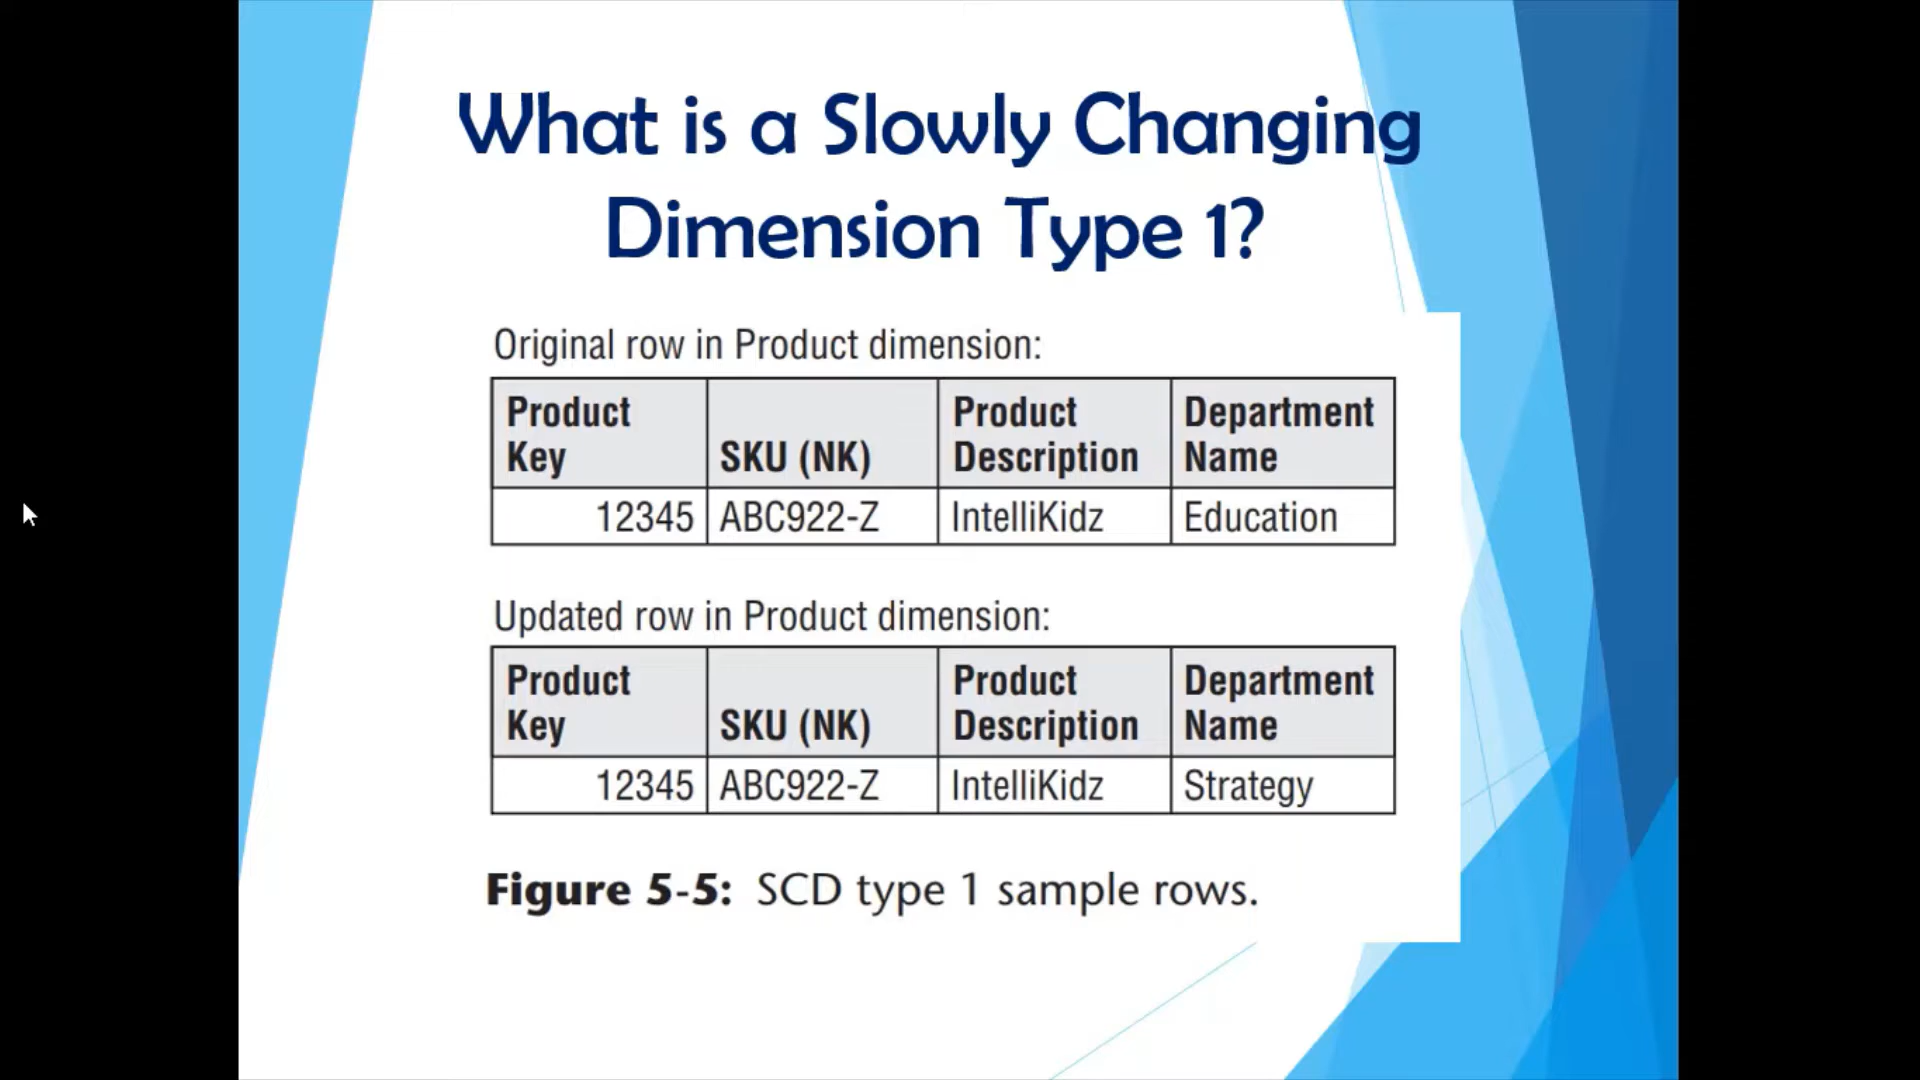 What is a Slowly Changing
Dimension Type 1?
Original row in Product dimension:
Product Key SKU (NK) Product Description Department Name
12345 ABC922-Z IntelliKidz Education
Updated row in Product dimension:
Product Key SKU (NK) Product Description Department Name
12345 ABC922-Z IntelliKidz Strategy
Figure 5-5: SCD type 1 sample rows.